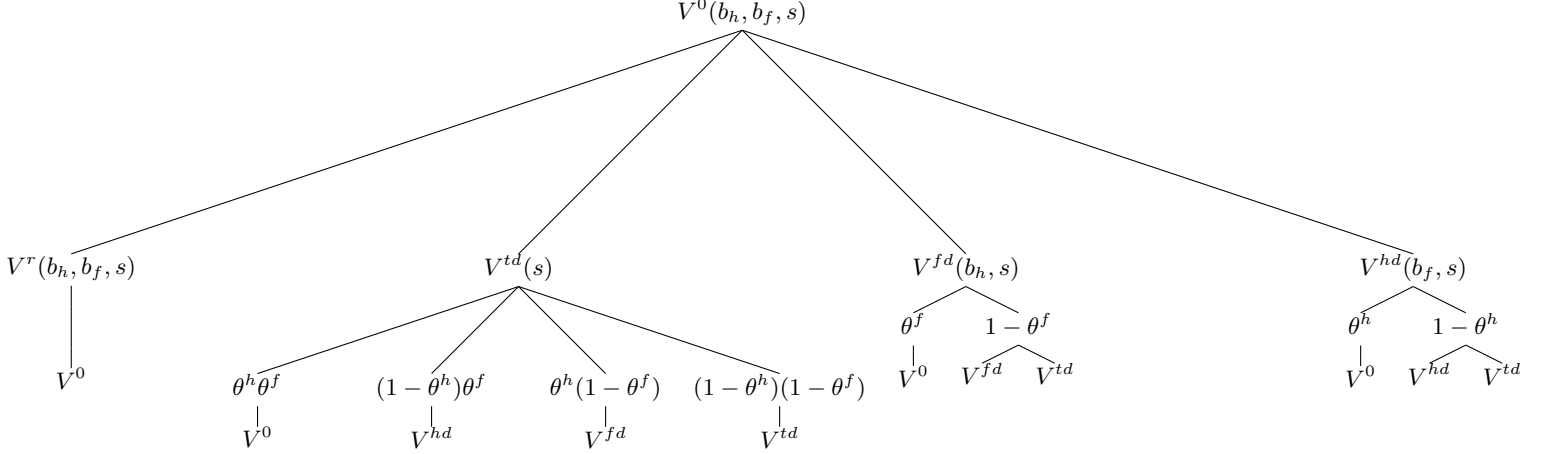 V^0(b_h, b_f, s)
V^r(b_h, b_f, s) V^{td}(s) V^{fd}(b_h, s) V^{hd}(b_f, s)
θ^f 1 − θ^f θ^h 1 − θ^h
V^0 θ^hθ^f (1 − θ^h)θ^f θ^h(1 − θ^f) (1 − θ^h)(1 − θ^f) V^0 V^{fd} V^{td} V^0 V^{hd} V^{td}
V^0 V^{hd} V^{fd} V^{td}